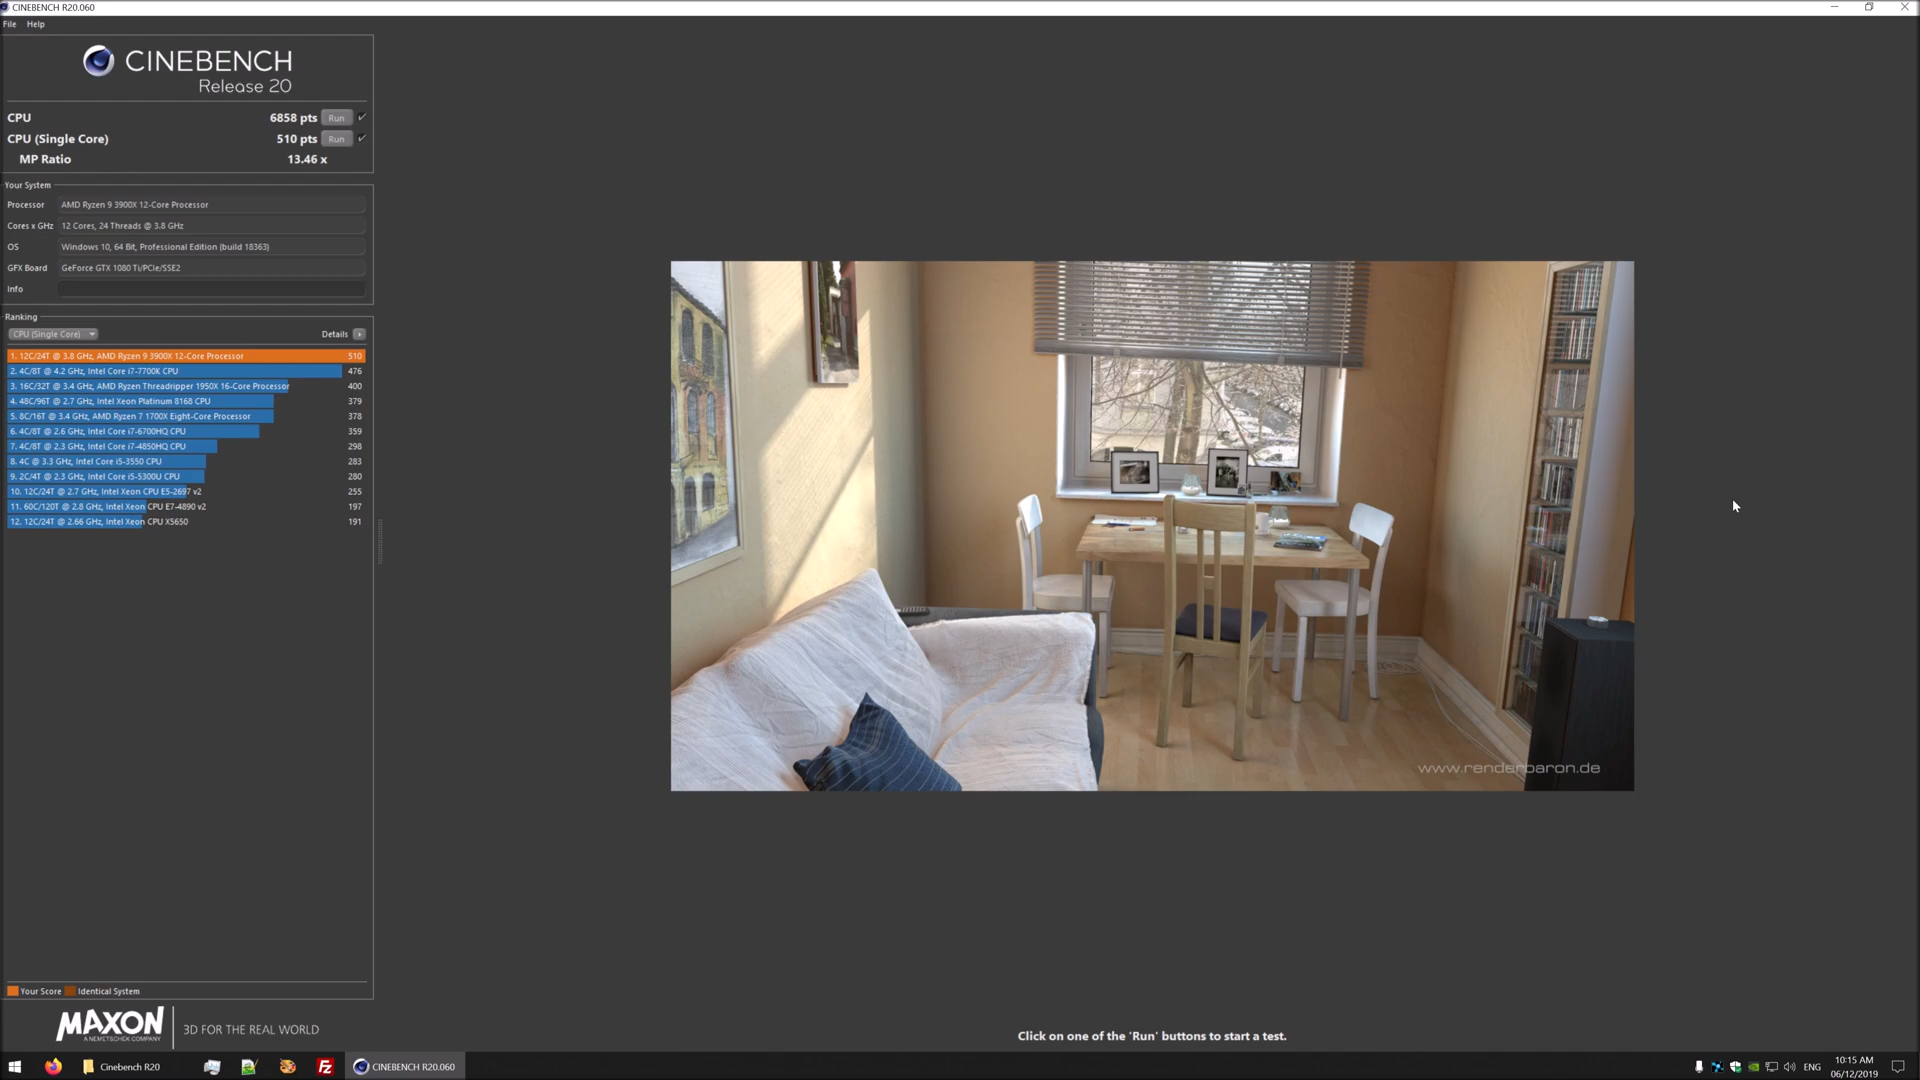 CINEBENCH R20.060
File Help
CINEBENCH
Release 20
CPU 6858 pts Run
CPU (Single Core) 510 pts Run
MP Ratio 13.46 x
Your System
Processor AMD Ryzen 9 3900X 12-Core Processor
Cores x GHz 12 Cores, 24 Threads @ 3.8 GHz
OS Windows 10, 64 Bit, Professional Edition (build 18363)
GFX Board GeForce GTX 1080 Ti/PCIe/SSE2
Info
Ranking
CPU (Single Core) Details
1. 12C/24T @ 3.8 GHz, AMD Ryzen 9 3900X 12-Core Processor 510
2. 4C/8T @ 4.2 GHz, Intel Core i7-7700K CPU 476
3. 16C/32T @ 3.4 GHz, AMD Ryzen Threadripper 1950X 16-Core Processor 400
4. 48C/96T @ 2.7 GHz, Intel Xeon Platinum 8168 CPU 379
5. 8C/16T @ 3.4 GHz, AMD Ryzen 7 1700X Eight-Core Processor 378
6. 4C/8T @ 2.6 GHz, Intel Core i7-6700HQ CPU 359
7. 4C/8T @ 2.3 GHz, Intel Core i7-4850HQ CPU 298
8. 4C @ 3.3 GHz, Intel Core i5-3550 CPU 283
9. 2C/4T @ 2.3 GHz, Intel Core i5-5300U CPU 280
10. 12C/24T @ 2.7 GHz, Intel Xeon CPU E5-2697 v2 255
11. 60C/120T @ 2.8 GHz, Intel Xeon CPU E7-4890 v2 197
12. 12C/24T @ 2.66 GHz, Intel Xeon CPU X5650 191
www.renderbaron.de
Your Score Identical System
MAXON
A NEMETSCHEK COMPANY
3D FOR THE REAL WORLD
Click on one of the 'Run' buttons to start a test.
Cinebench R20 FZ CINEBENCH R20.060 ENG 10:15 AM
06/12/2019